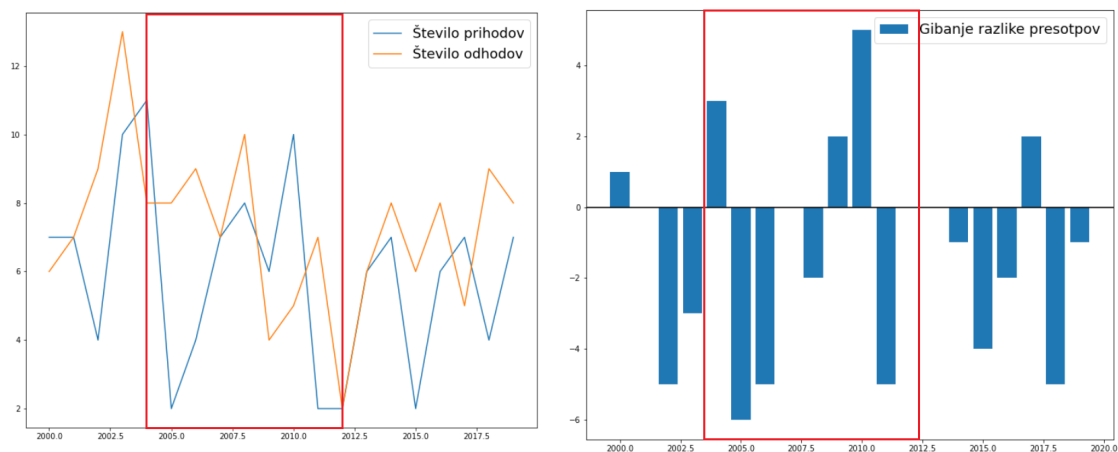 Število prihodov
Število odhodov
12
10
8
6
4
2
2000.0 2002.5 2005.0 2007.5 2010.0 2012.5 2015.0 2017.5
Gibanje razlike presotpov
4
2
0
−2
−4
−6
2000.0 2002.5 2005.0 2007.5 2010.0 2012.5 2015.0 2017.5 2020.0